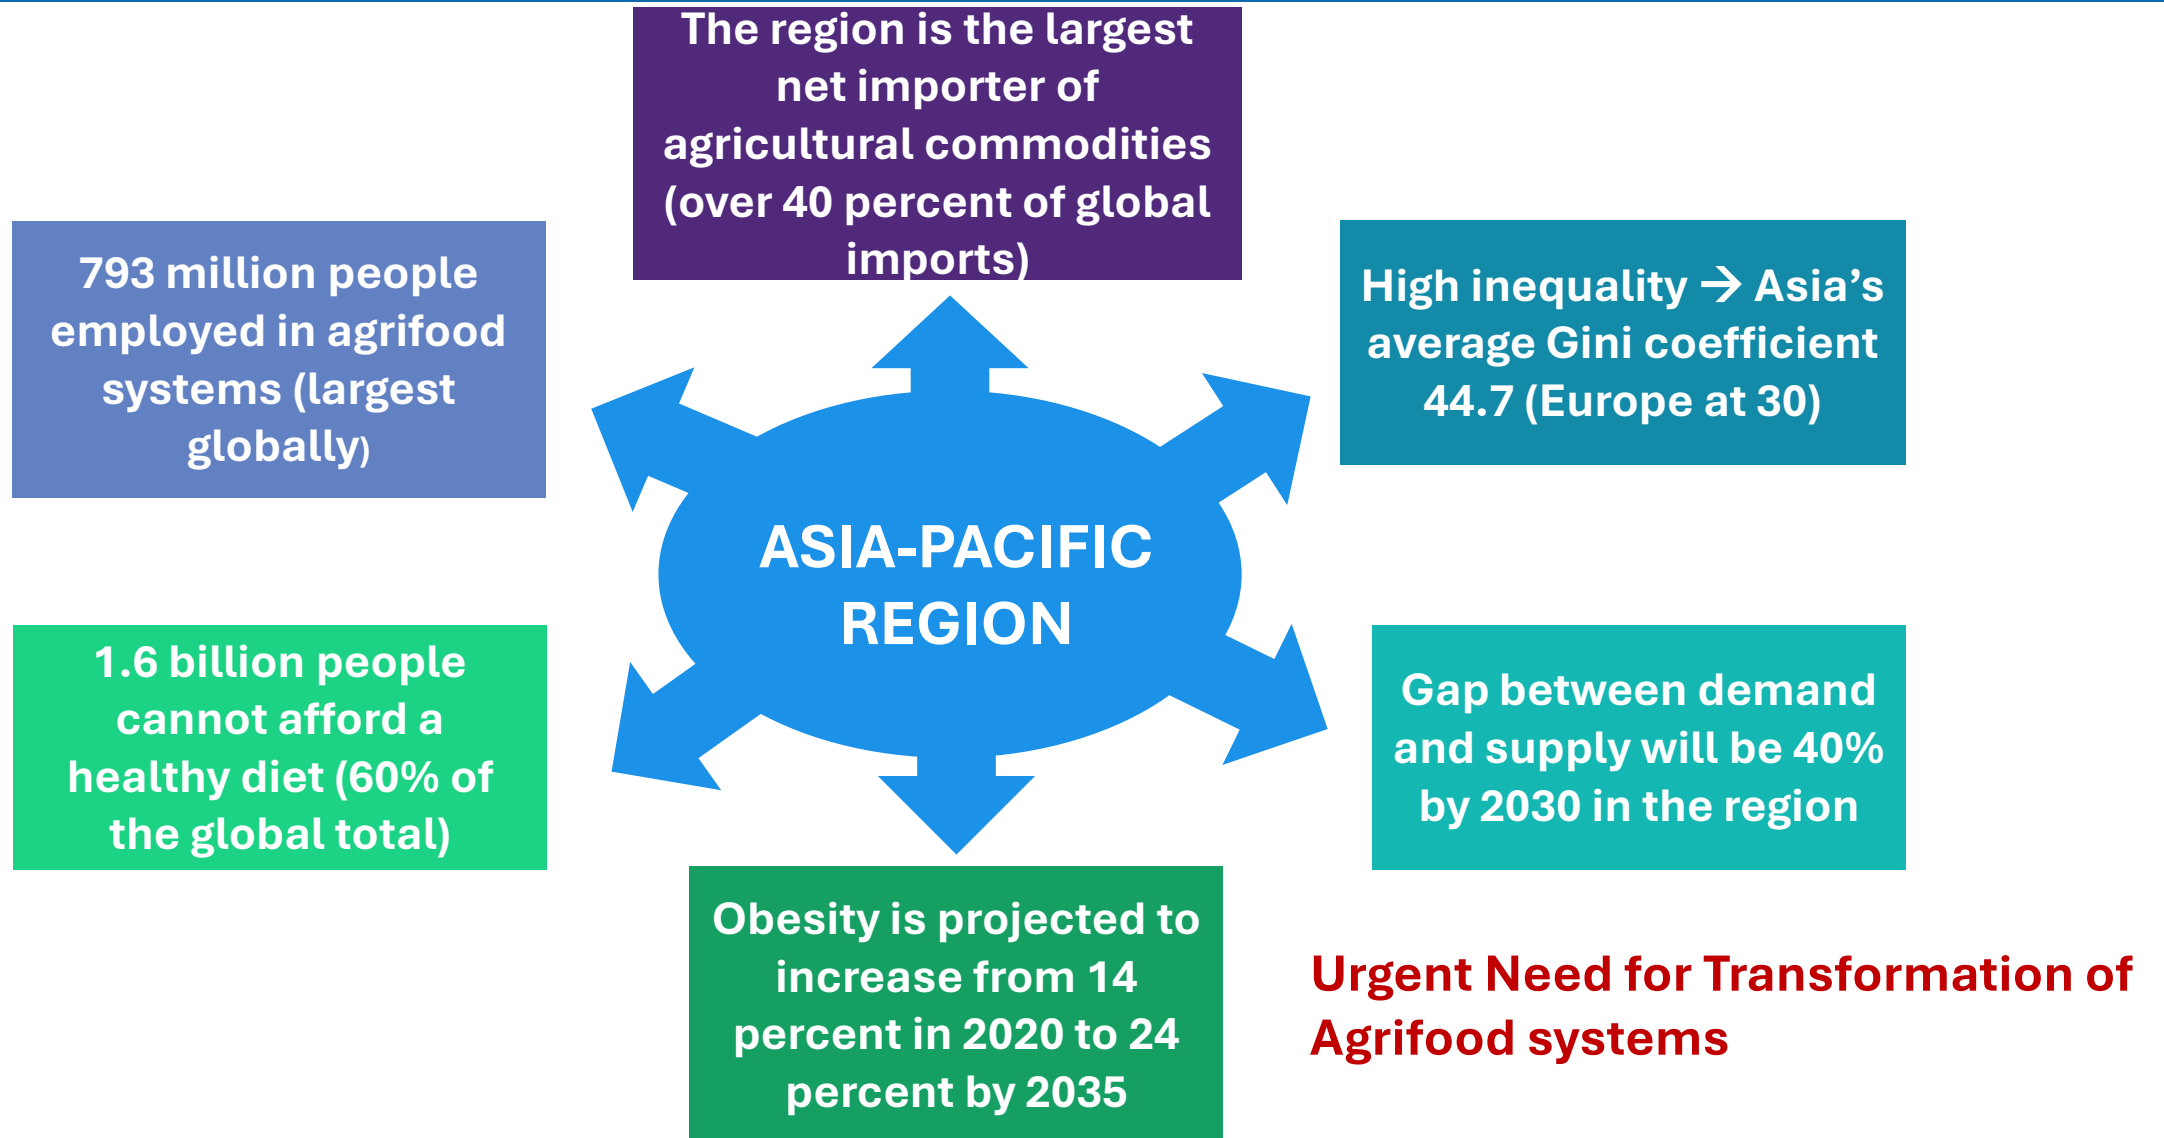 The region is the largest
net importer of
agricultural commodities
(over 40 percent of global
imports)
793 million people
employed in agrifood
systems (largest
globally)
High inequality → Asia’s
average Gini coefficient
44.7 (Europe at 30)
ASIA-PACIFIC
REGION
1.6 billion people
cannot afford a
healthy diet (60% of
the global total)
Gap between demand
and supply will be 40%
by 2030 in the region
Obesity is projected to
increase from 14
percent in 2020 to 24
percent by 2035
Urgent Need for Transformation of
Agrifood systems